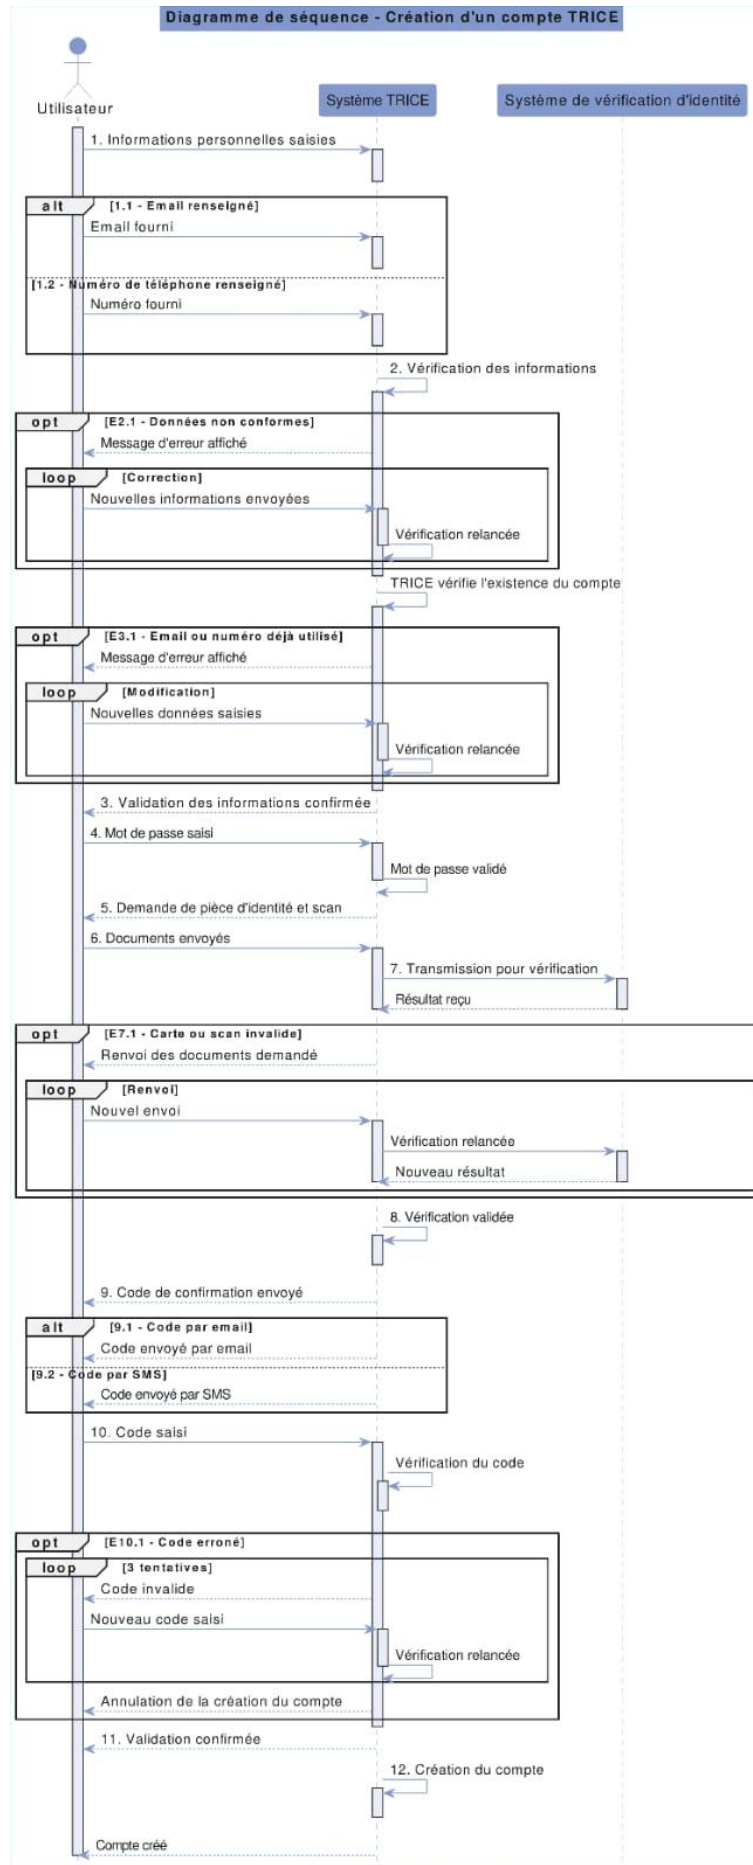 Diagramme de séquence - Création d'un compte TRICE
Utilisateur
Système TRICE
Système de vérification d'identité
1. Informations personnelles saisies
alt
[1.1 - Email renseigné]
Email fourni
[1.2 - Numéro de téléphone renseigné]
Numéro fourni
2. Vérification des informations
opt
[E2.1 - Données non conformes]
Message d'erreur affiché
loop
[Correction]
Nouvelles informations envoyées
Vérification relancée
TRICE vérifie l'existence du compte
opt
[E3.1 - Email ou numéro déjà utilisé]
Message d'erreur affiché
loop
[Modification]
Nouvelles données saisies
Vérification relancée
3. Validation des informations confirmée
4. Mot de passe saisi
Mot de passe validé
5. Demande de pièce d'identité et scan
6. Documents envoyés
7. Transmission pour vérification
Résultat reçu
opt
[E7.1 - Carte ou scan invalide]
Renvoi des documents demandé
loop
[Renvoi]
Nouvel envoi
Vérification relancée
Nouveau résultat
8. Vérification validée
9. Code de confirmation envoyé
alt
[9.1 - Code par email]
Code envoyé par email
[9.2 - Code par SMS]
Code envoyé par SMS
10. Code saisi
Vérification du code
opt
[E10.1 - Code erroné]
loop
[3 tentatives]
Code invalide
Nouveau code saisi
Vérification relancée
Annulation de la création du compte
11. Validation confirmée
12. Création du compte
Compte créé